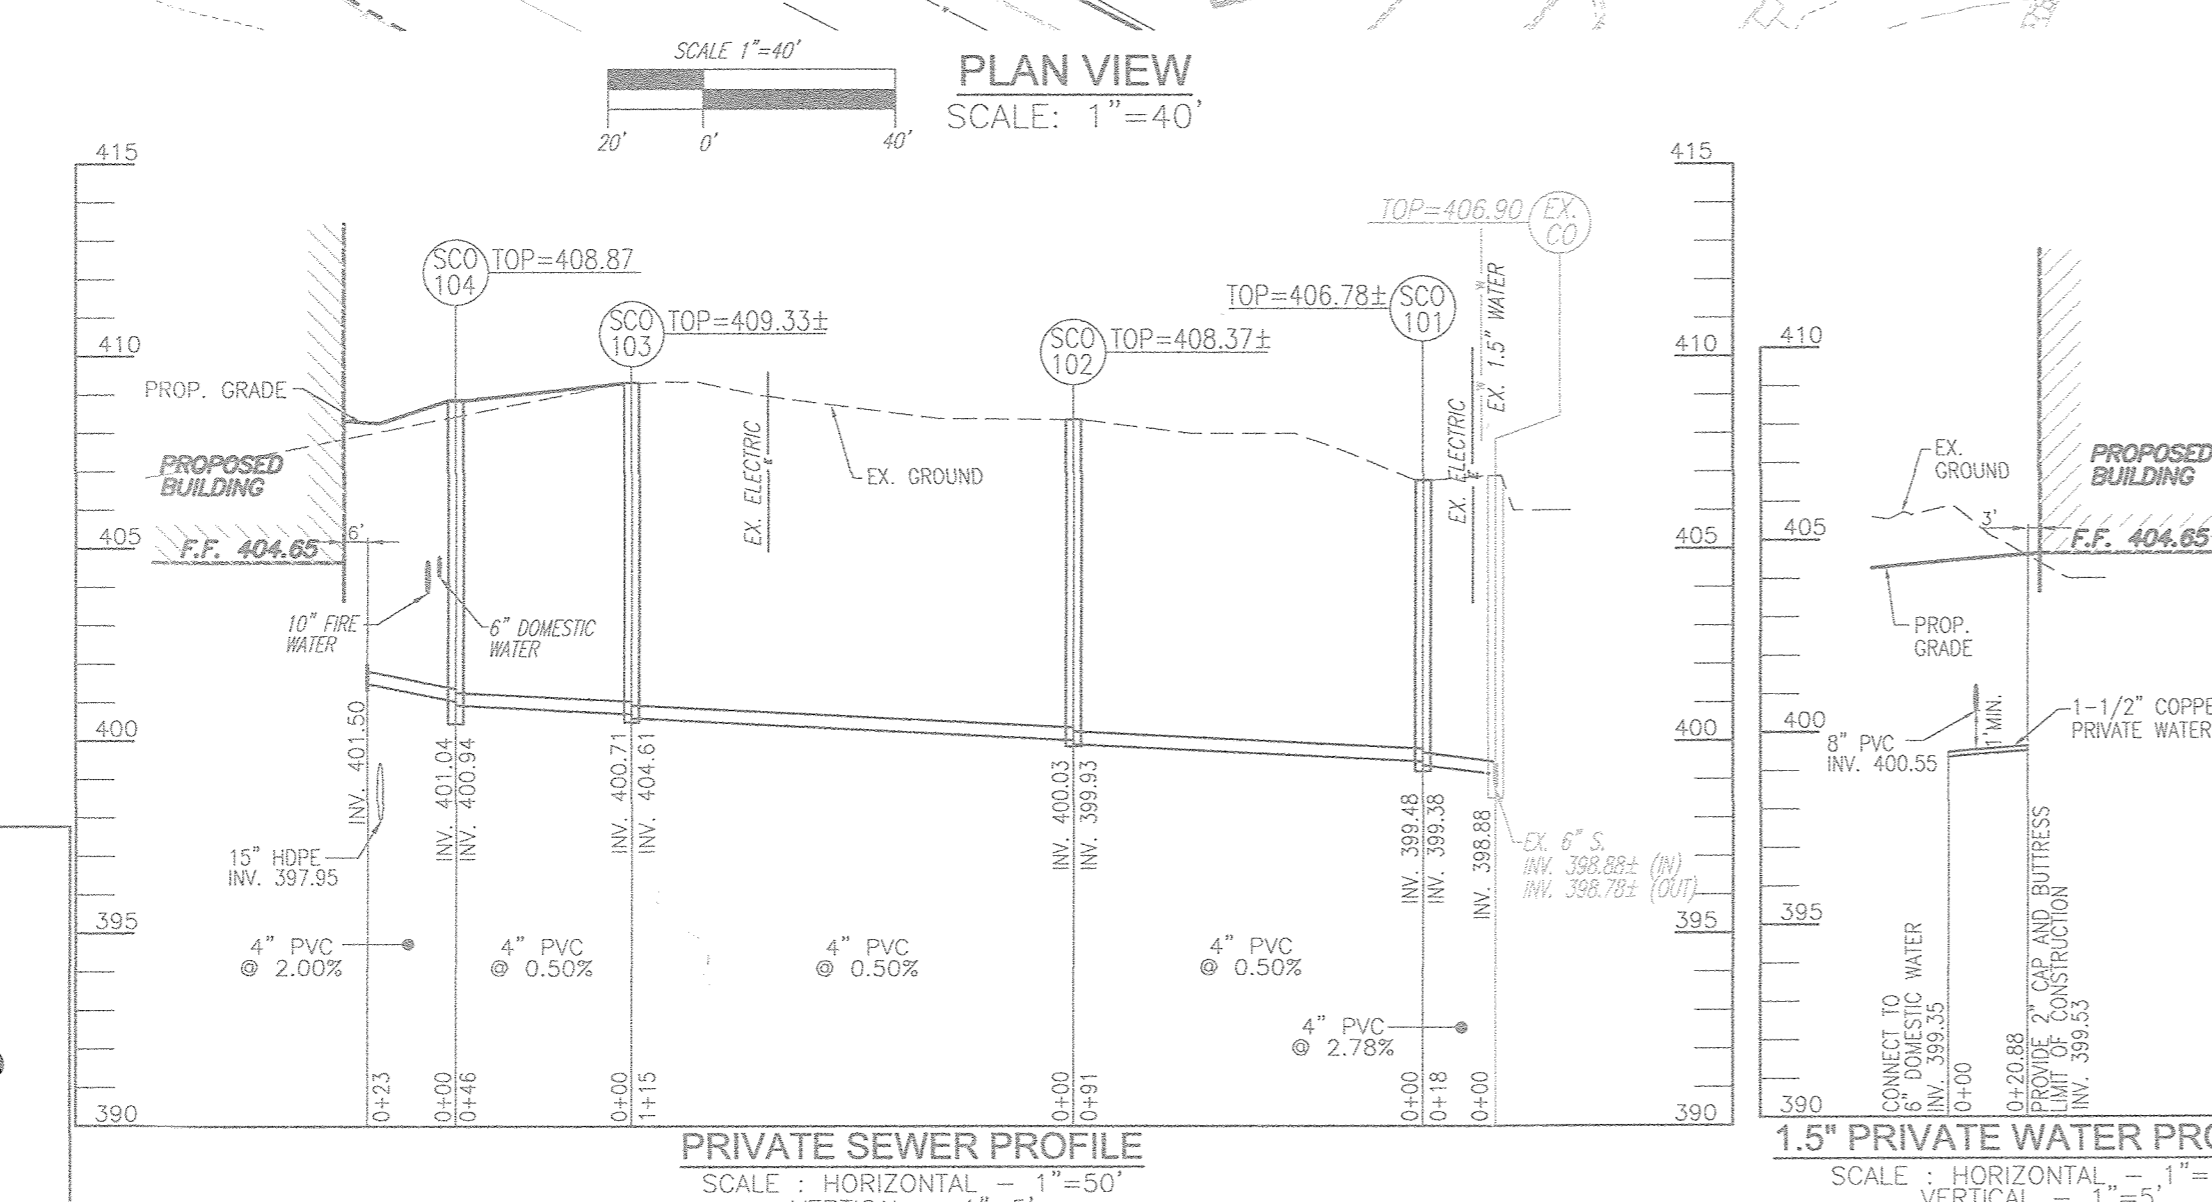 SCALE 1"=40'
20'
0'
40'
PLAN VIEW
SCALE: 1"=40'
415
410
405
400
395
390
PROP. GRADE
PROPOSED
BUILDING
F.F. 404.65
6'
10" FIRE
WATER
6" DOMESTIC
WATER
SCO
104
TOP=408.87
SCO
103
TOP=409.33±
EX. ELECTRIC
EX. GROUND
SCO
102
TOP=408.37±
TOP=406.78±
SCO
101
TOP=406.90
EX.
CO
EX. 1.5" WATER
EX. ELECTRIC
415
410
405
400
395
390
INV. 401.50
15" HDPE
INV. 397.95
INV. 401.04
INV. 400.94
INV. 400.71
INV. 404.61
INV. 400.03
INV. 399.93
INV. 399.48
INV. 399.38
INV. 398.88
EX. 6" S.
INV. 398.88± (IN)
INV. 398.78± (OUT)
4" PVC
@ 2.00%
4" PVC
@ 0.50%
4" PVC
@ 0.50%
4" PVC
@ 0.50%
4" PVC
@ 2.78%
0+23
0+00
0+46
0+00
1+15
0+00
0+91
0+00
0+18
0+00
PRIVATE SEWER PROFILE
SCALE : HORIZONTAL - 1"=50'
410
405
400
395
390
EX.
GROUND
3'
PROPOSED
BUILDING
F.F. 404.65
PROP.
GRADE
8" PVC
INV. 400.55
1' MIN.
1-1/2" COPPE
PRIVATE WATER
CONNECT TO
6" DOMESTIC WATER
INV. 399.35
0+00
0+20.88
PROVIDE 2" CAP AND BUTTRESS
LIMIT OF CONSTRUCTION
INV. 399.53
1.5" PRIVATE WATER PRO
SCALE : HORIZONTAL - 1"=
VERTICAL - 1"=5'